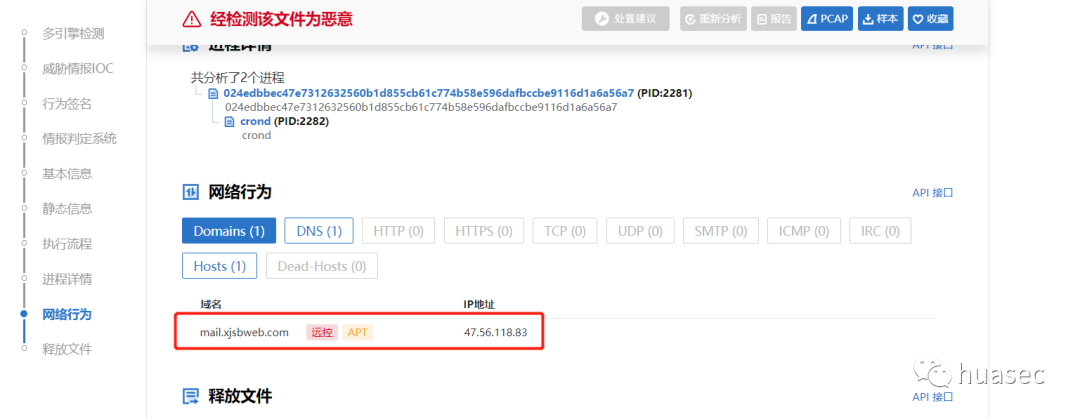 经检测该文件为恶意
处置建议 重新分析 报告 PCAP 样本 收藏
多引擎检测
威胁情报IOC
行为签名
情报判定系统
基本信息
静态信息
执行流程
进程详情
网络行为
释放文件
进程详情 API 接口
共分析了2个进程
024edbbec47e7312632560b1d855cb61c774b58e596dafbccbe9116d1a6a56a7 (PID:2281)
024edbbec47e7312632560b1d855cb61c774b58e596dafbccbe9116d1a6a56a7
crond (PID:2282)
crond
网络行为 API 接口
Domains (1) DNS (1) HTTP (0) HTTPS (0) TCP (0) UDP (0) SMTP (0) ICMP (0) IRC (0)
Hosts (1) Dead-Hosts (0)
域名 IP地址
mail.xjsbweb.com 远控 APT 47.56.118.83
释放文件 API 接口
huasec